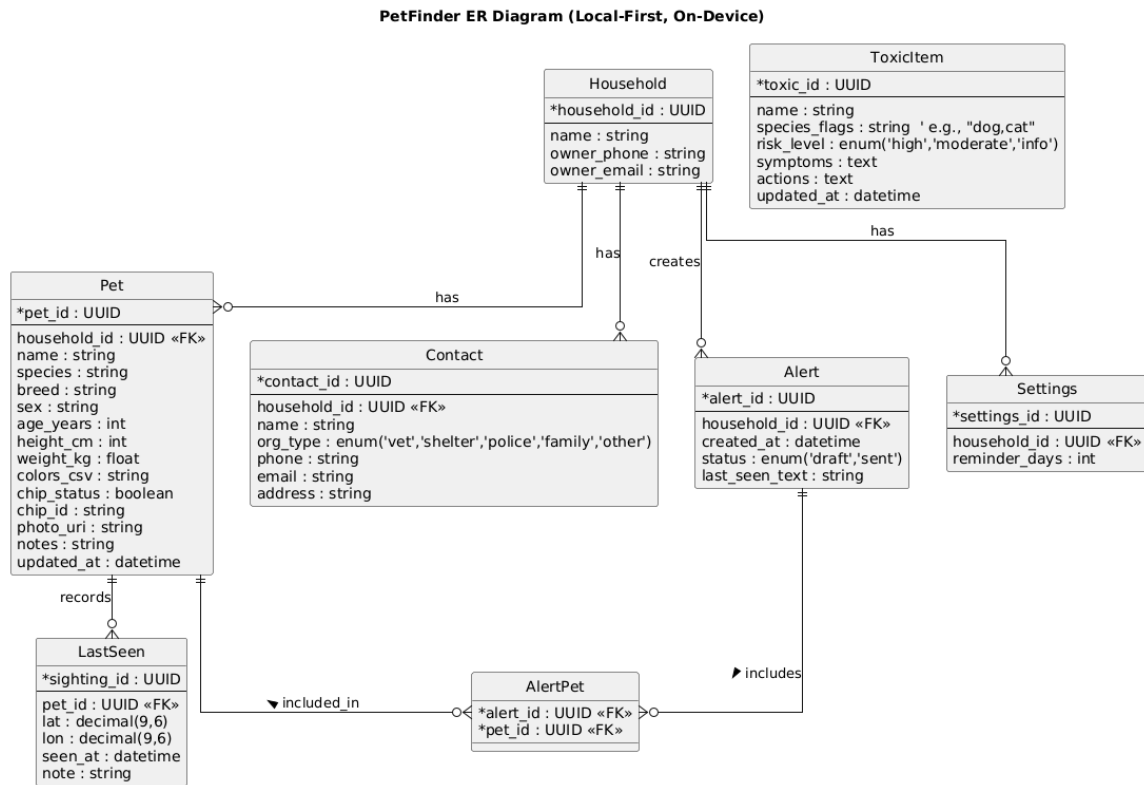 PetFinder ER Diagram (Local-First, On-Device)
ToxicItem
*toxic_id : UUID
name : string
species_flags : string  ' e.g., "dog,cat"
risk_level : enum('high','moderate','info')
symptoms : text
actions : text
updated_at : datetime
Household
*household_id : UUID
name : string
owner_phone : string
owner_email : string
has
has
creates
has
Pet
*pet_id : UUID
household_id : UUID «FK»
name : string
species : string
breed : string
sex : string
age_years : int
height_cm : int
weight_kg : float
colors_csv : string
chip_status : boolean
chip_id : string
photo_uri : string
notes : string
updated_at : datetime
Contact
*contact_id : UUID
household_id : UUID «FK»
name : string
org_type : enum('vet','shelter','police','family','other')
phone : string
email : string
address : string
Alert
*alert_id : UUID
household_id : UUID «FK»
created_at : datetime
status : enum('draft','sent')
last_seen_text : string
Settings
*settings_id : UUID
household_id : UUID «FK»
reminder_days : int
records
LastSeen
*sighting_id : UUID
pet_id : UUID «FK»
lat : decimal(9,6)
lon : decimal(9,6)
seen_at : datetime
note : string
included_in
includes
AlertPet
*alert_id : UUID «FK»
*pet_id : UUID «FK»